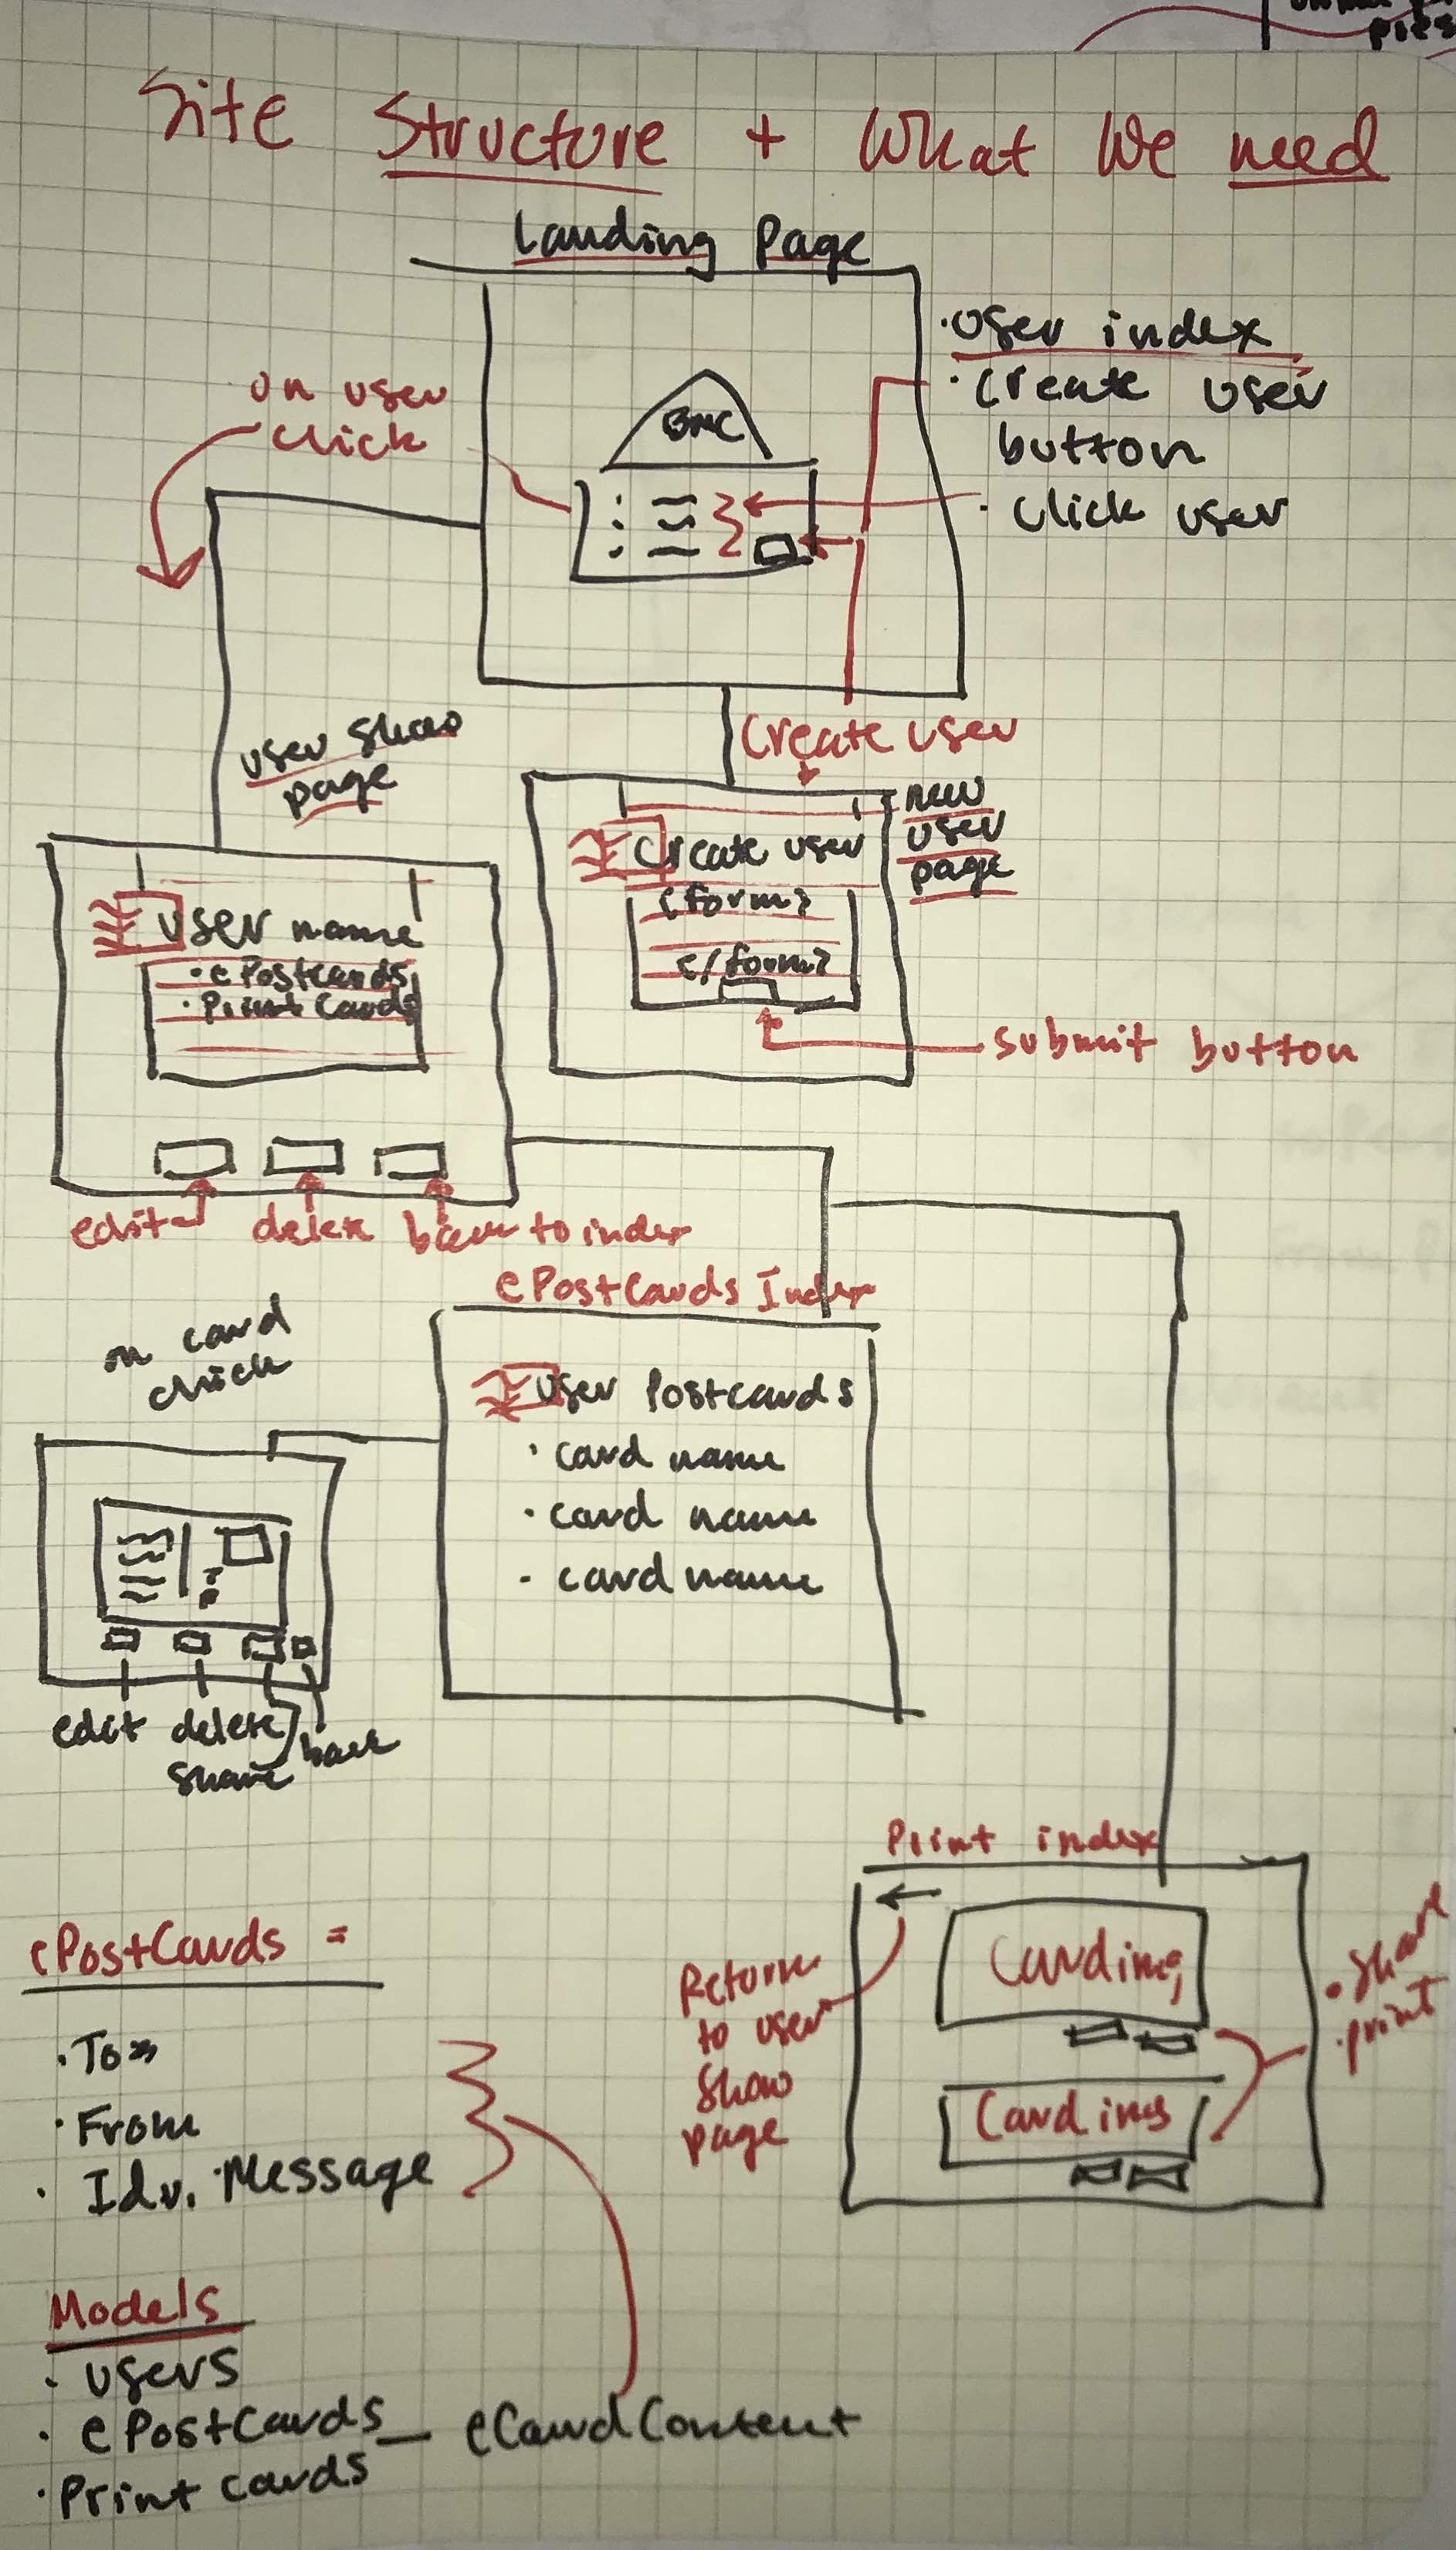 Site Structure + What We need
Landing Page
· User index
· Create User
button
· Click user
on user
click
BMC
Create user
user show
page
new
user
page
Create user
<form>
</form>
submit button
User name
· ePostcards
· Print Cards
edit
delete
back to index
ePostCards Index
User Postcards
· card name
· card name
· card name
on card
click
edit delete
share
back
Print index
Card img
Card img
· Share
· print
Return
to user
Show
page
ePostCards =
· To
· From
· Idv. Message
Models
· Users
· ePostCards — eCardContent
· Print cards